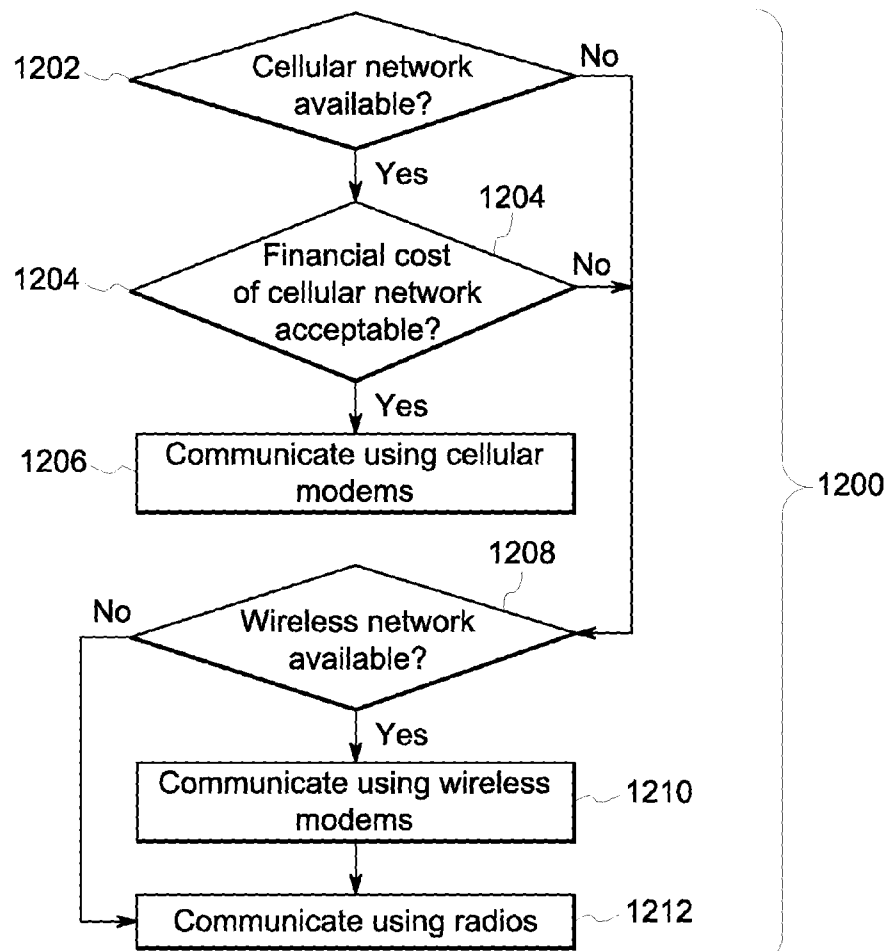 1202
Cellular network
available?
No
Yes
1204
1204
Financial cost
of cellular network
acceptable?
No
Yes
1206
Communicate using cellular
modems
1200
1208
No
Wireless network
available?
Yes
Communicate using wireless
modems
1210
Communicate using radios
1212